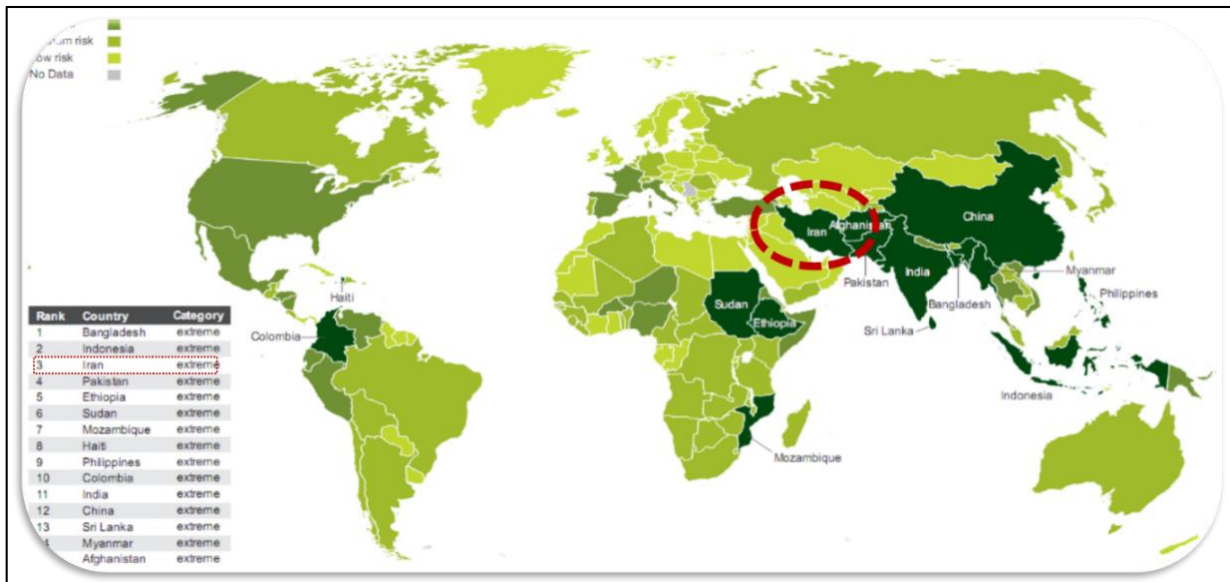 risk
risk
No Data
Iran
Afghanistan
China
India
Pakistan
Bangladesh
Myanmar
Philippines
Sri Lanka
Indonesia
Sudan
Ethiopia
Mozambique
Haiti
Colombia
Rank Country Category
1 Bangladesh extreme
2 Indonesia extreme
3 Iran extreme
4 Pakistan extreme
5 Ethiopia extreme
6 Sudan extreme
7 Mozambique extreme
8 Haiti extreme
9 Philippines extreme
10 Colombia extreme
11 India extreme
12 China extreme
13 Sri Lanka extreme
Myanmar extreme
Afghanistan extreme